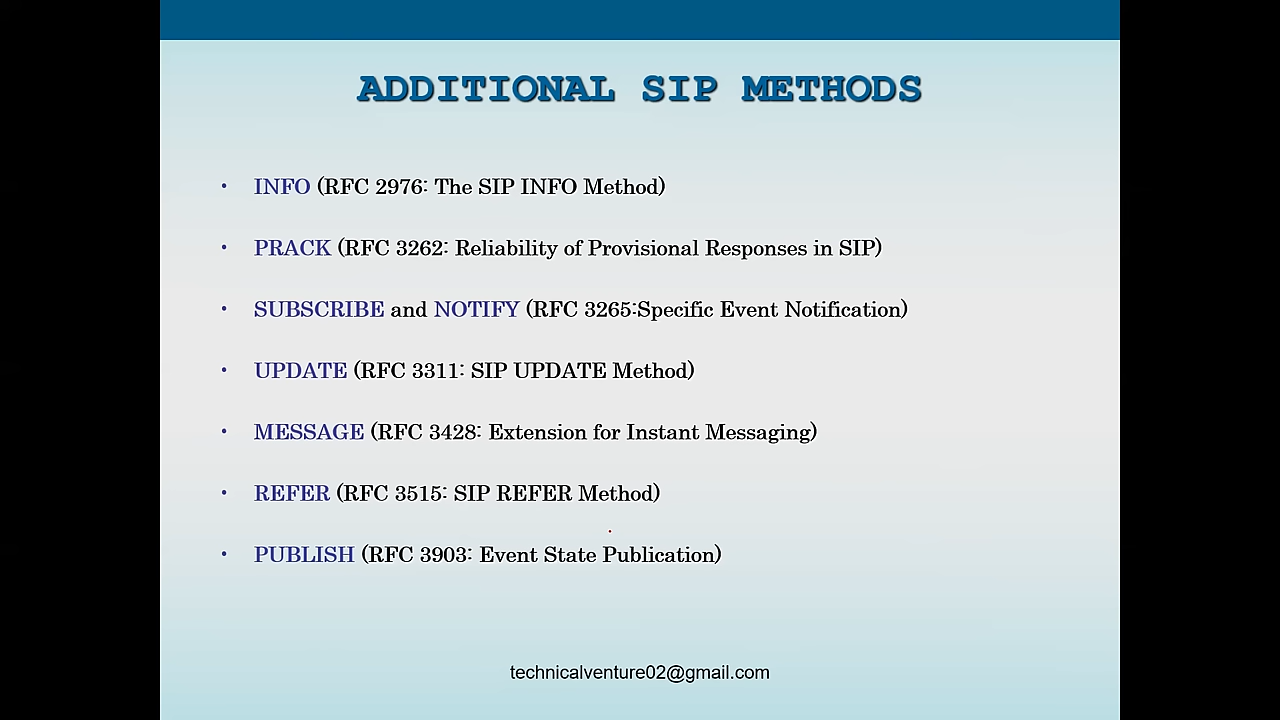 ADDITIONAL SIP METHODS
• INFO (RFC 2976: The SIP INFO Method)
• PRACK (RFC 3262: Reliability of Provisional Responses in SIP)
• SUBSCRIBE and NOTIFY (RFC 3265:Specific Event Notification)
• UPDATE (RFC 3311: SIP UPDATE Method)
• MESSAGE (RFC 3428: Extension for Instant Messaging)
• REFER (RFC 3515: SIP REFER Method)
• PUBLISH (RFC 3903: Event State Publication)
technicalventure02@gmail.com